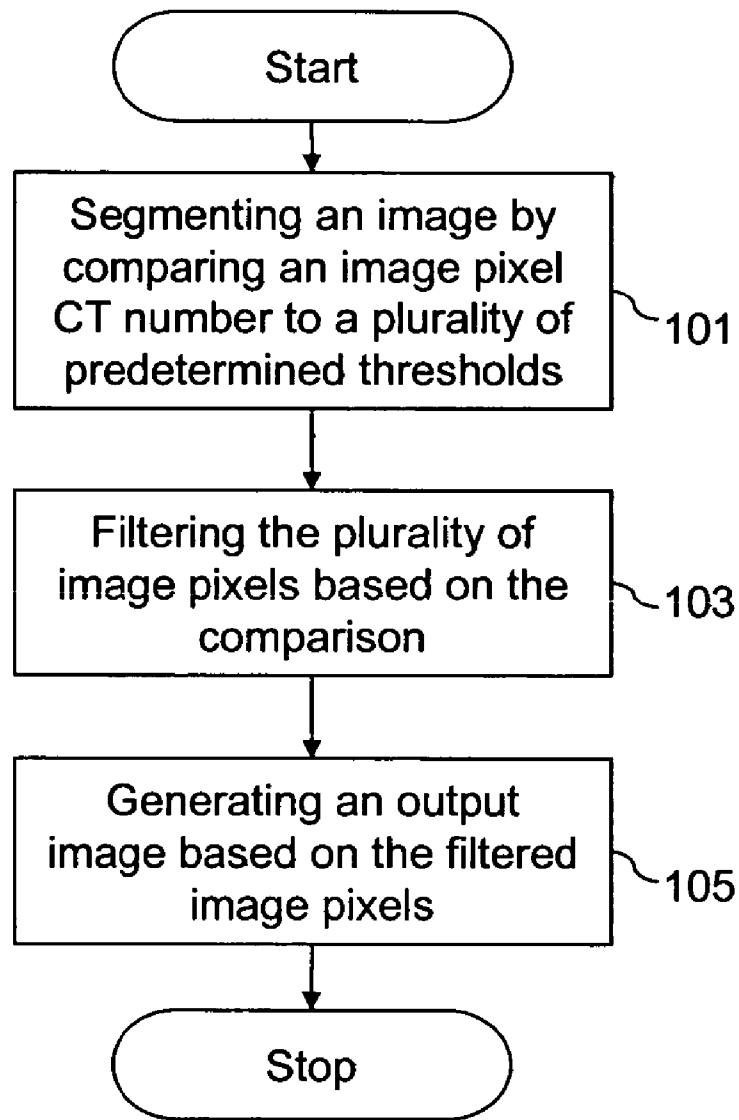 Start
Segmenting an image by
comparing an image pixel
CT number to a plurality of
predetermined thresholds
101
Filtering the plurality of
image pixels based on the
comparison
103
Generating an output
image based on the filtered
image pixels
105
Stop